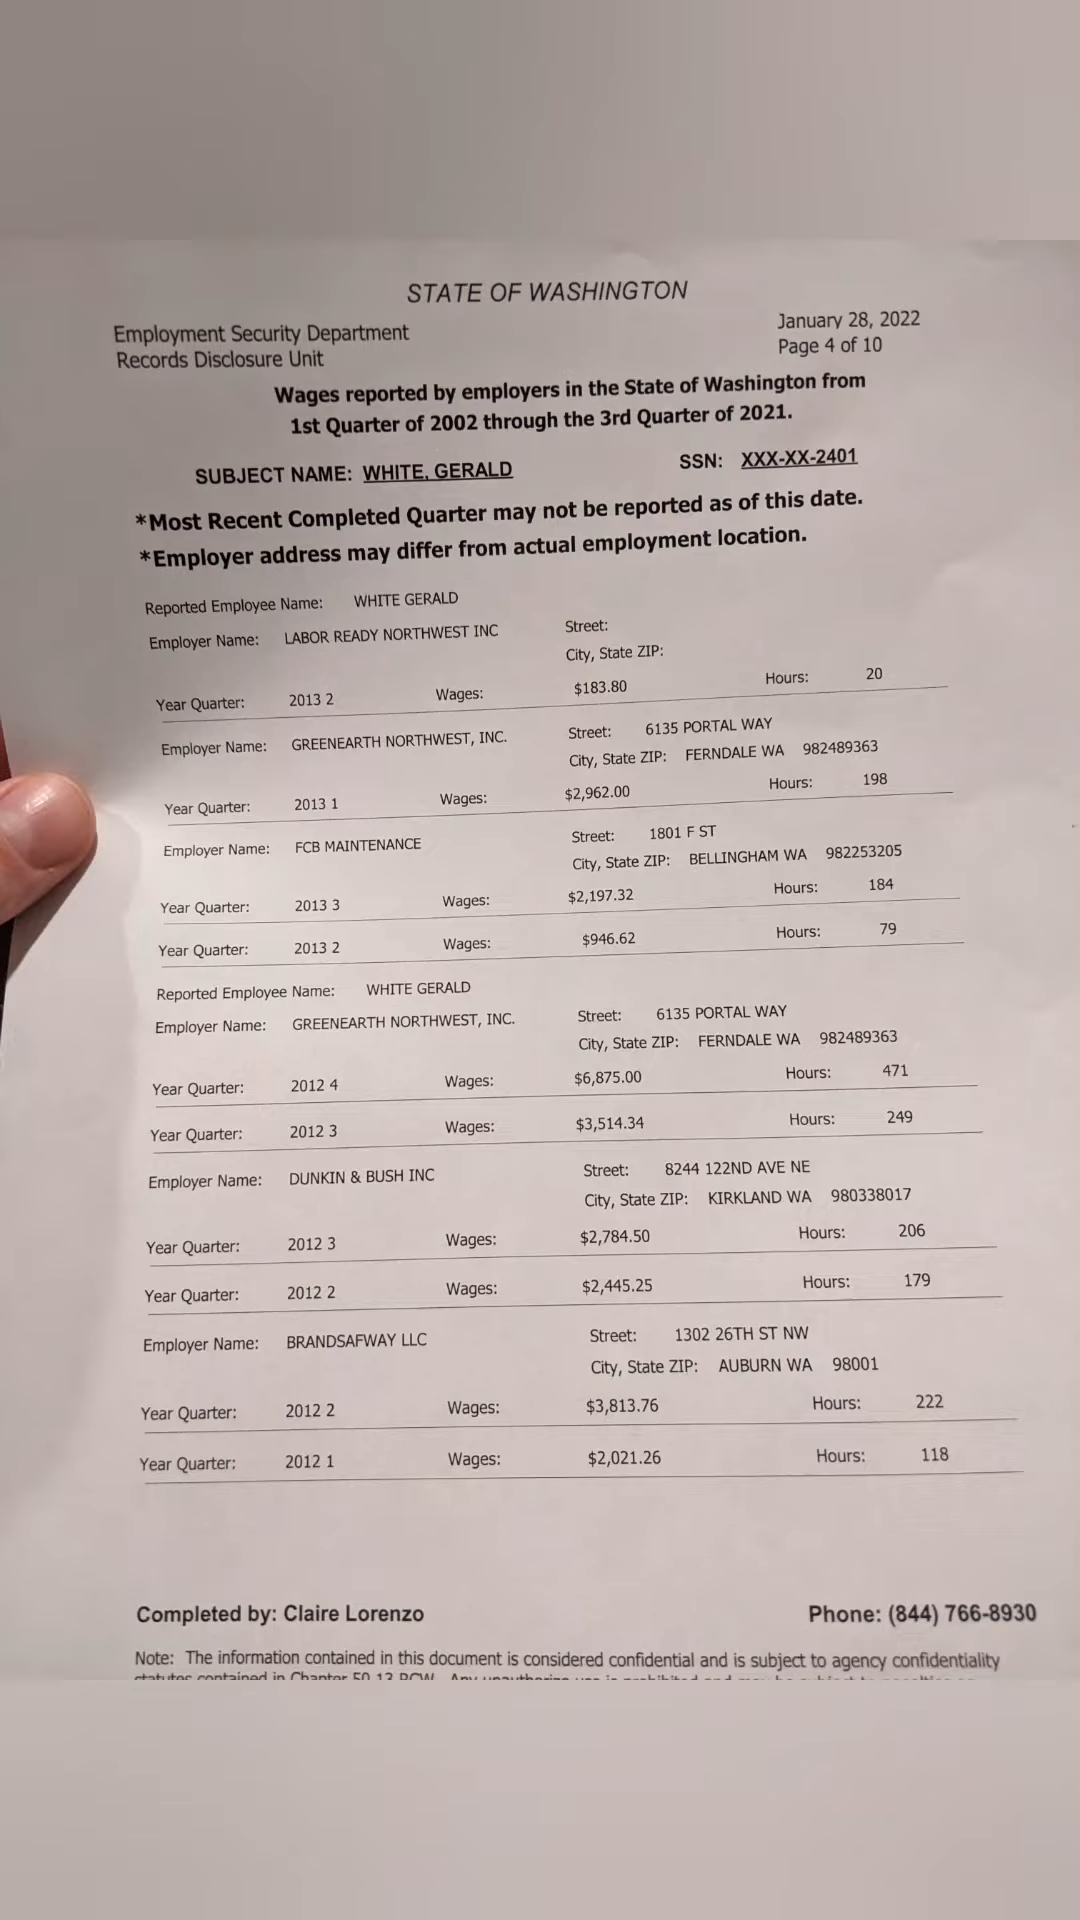 STATE OF WASHINGTON
Employment Security Department
Records Disclosure Unit
January 28, 2022
Page 4 of 10
Wages reported by employers in the State of Washington from
1st Quarter of 2002 through the 3rd Quarter of 2021.
SUBJECT NAME: WHITE, GERALD SSN: XXX-XX-2401
*Most Recent Completed Quarter may not be reported as of this date.
*Employer address may differ from actual employment location.
Reported Employee Name: WHITE GERALD
Employer Name: LABOR READY NORTHWEST INC Street:
City, State ZIP:
Year Quarter: 2013 2 Wages: $183.80 Hours: 20
Employer Name: GREENEARTH NORTHWEST, INC. Street: 6135 PORTAL WAY
City, State ZIP: FERNDALE WA 982489363
Year Quarter: 2013 1 Wages: $2,962.00 Hours: 198
Employer Name: FCB MAINTENANCE Street: 1801 F ST
City, State ZIP: BELLINGHAM WA 982253205
Year Quarter: 2013 3 Wages: $2,197.32 Hours: 184
Year Quarter: 2013 2 Wages: $946.62 Hours: 79
Reported Employee Name: WHITE GERALD
Employer Name: GREENEARTH NORTHWEST, INC. Street: 6135 PORTAL WAY
City, State ZIP: FERNDALE WA 982489363
Year Quarter: 2012 4 Wages: $6,875.00 Hours: 471
Year Quarter: 2012 3 Wages: $3,514.34 Hours: 249
Employer Name: DUNKIN & BUSH INC Street: 8244 122ND AVE NE
City, State ZIP: KIRKLAND WA 980338017
Year Quarter: 2012 3 Wages: $2,784.50 Hours: 206
Year Quarter: 2012 2 Wages: $2,445.25 Hours: 179
Employer Name: BRANDSAFWAY LLC Street: 1302 26TH ST NW
City, State ZIP: AUBURN WA 98001
Year Quarter: 2012 2 Wages: $3,813.76 Hours: 222
Year Quarter: 2012 1 Wages: $2,021.26 Hours: 118
Completed by: Claire Lorenzo Phone: (844) 766-8930
Note: The information contained in this document is considered confidential and is subject to agency confidentiality
statutes contained in Chapter 50.13 RCW. Any